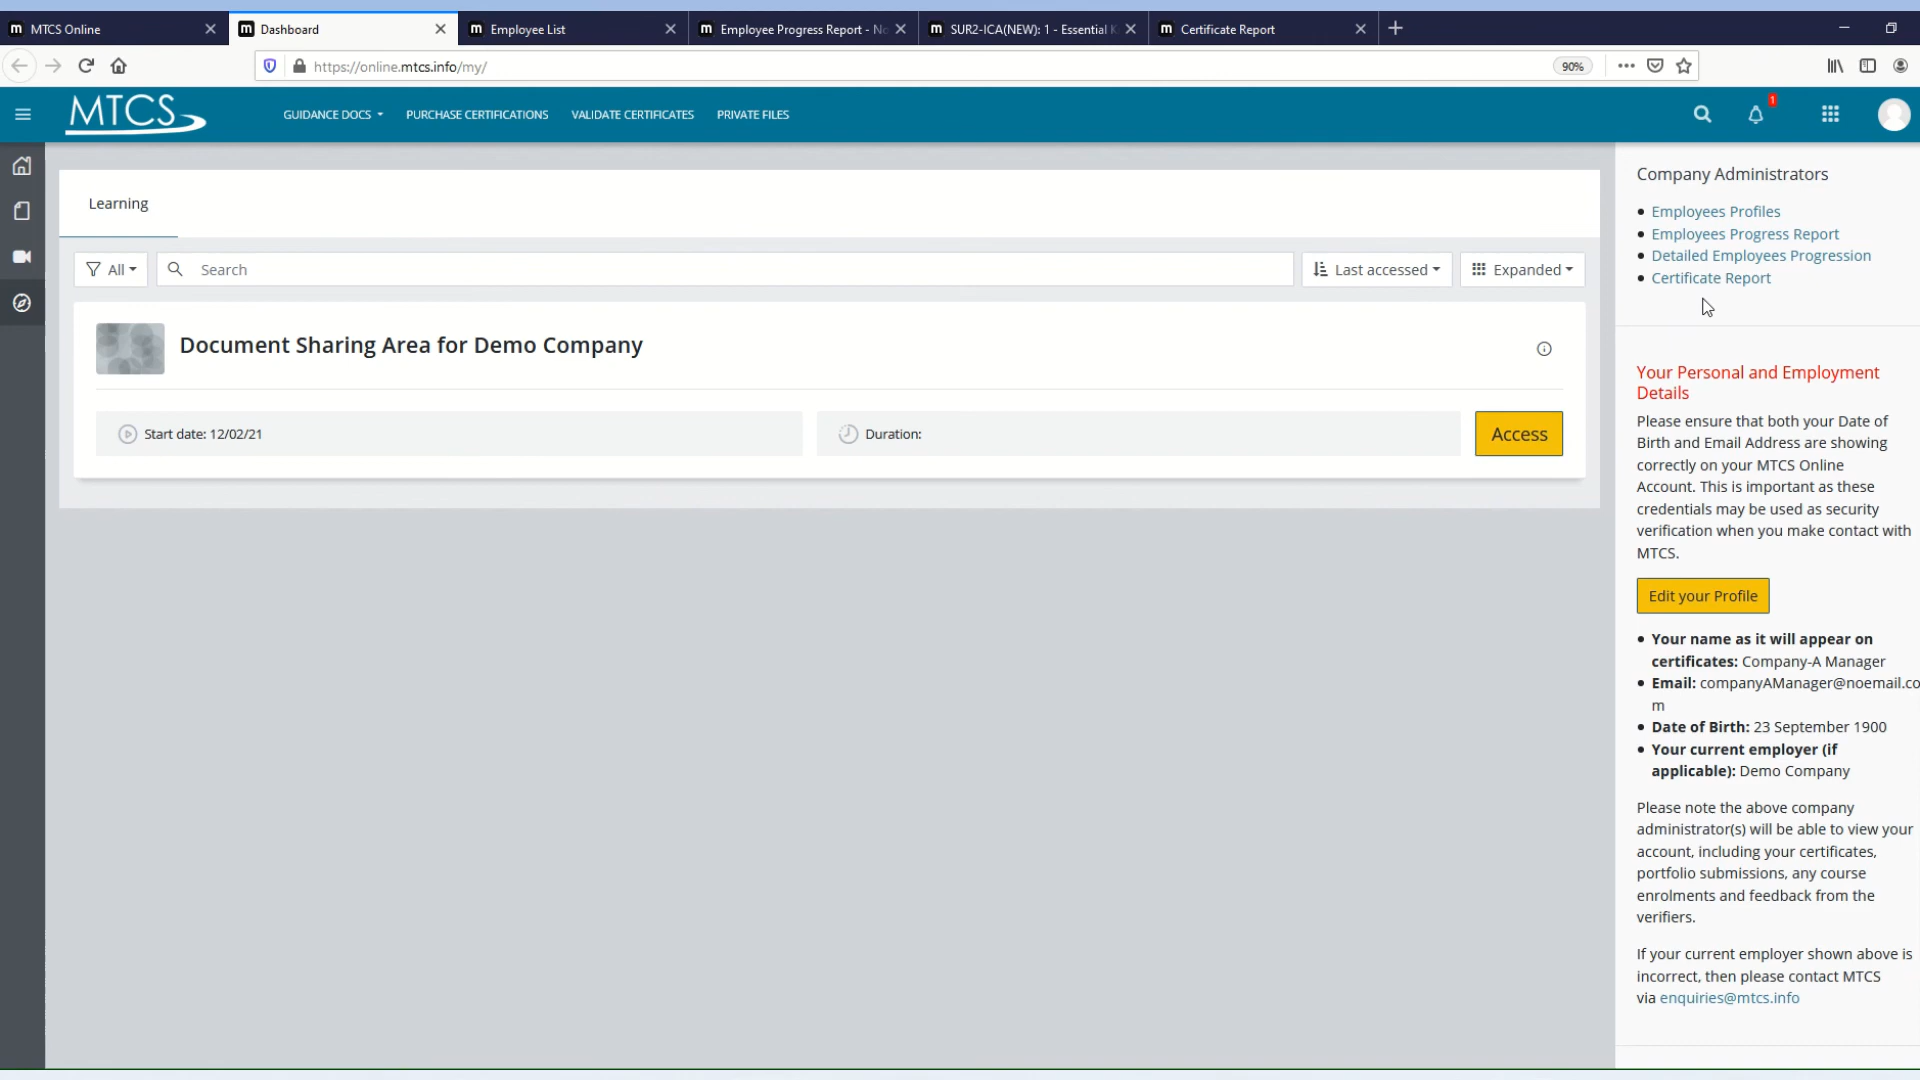 MTCS Online
Dashboard
Employee List
Employee Progress Report - No
SUR2-ICA(NEW): 1 - Essential K
Certificate Report
https://online.mtcs.info/my/
90%
MTCS
GUIDANCE DOCS
PURCHASE CERTIFICATIONS
VALIDATE CERTIFICATES
PRIVATE FILES
1
Learning
All
Search
Last accessed
Expanded
Document Sharing Area for Demo Company
Start date: 12/02/21
Duration:
Access
Company Administrators
Employees Profiles
Employees Progress Report
Detailed Employees Progression
Certificate Report
Your Personal and Employment
Details
Please ensure that both your Date of
Birth and Email Address are showing
correctly on your MTCS Online
Account. This is important as these
credentials may be used as security
verification when you make contact with
MTCS.
Edit your Profile
Your name as it will appear on
certificates: Company-A Manager
Email: companyAManager@noemail.co
m
Date of Birth: 23 September 1900
Your current employer (if
applicable): Demo Company
Please note the above company
administrator(s) will be able to view your
account, including your certificates,
portfolio submissions, any course
enrolments and feedback from the
verifiers.
If your current employer shown above is
incorrect, then please contact MTCS
via enquiries@mtcs.info